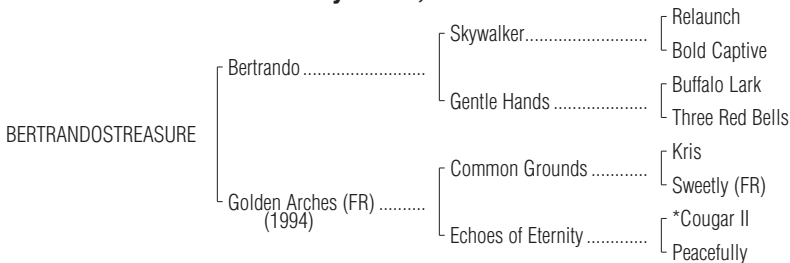 Relaunch
Skywalker...........................
Bold Captive
Bertrando ...........................
Buffalo Lark
Gentle Hands .....................
Three Red Bells
BERTRANDOSTREASURE
Kris
Common Grounds .............
Sweetly (FR)
Golden Arches (FR) ..........
(1994)
*Cougar II
Echoes of Eternity ..............
Peacefully